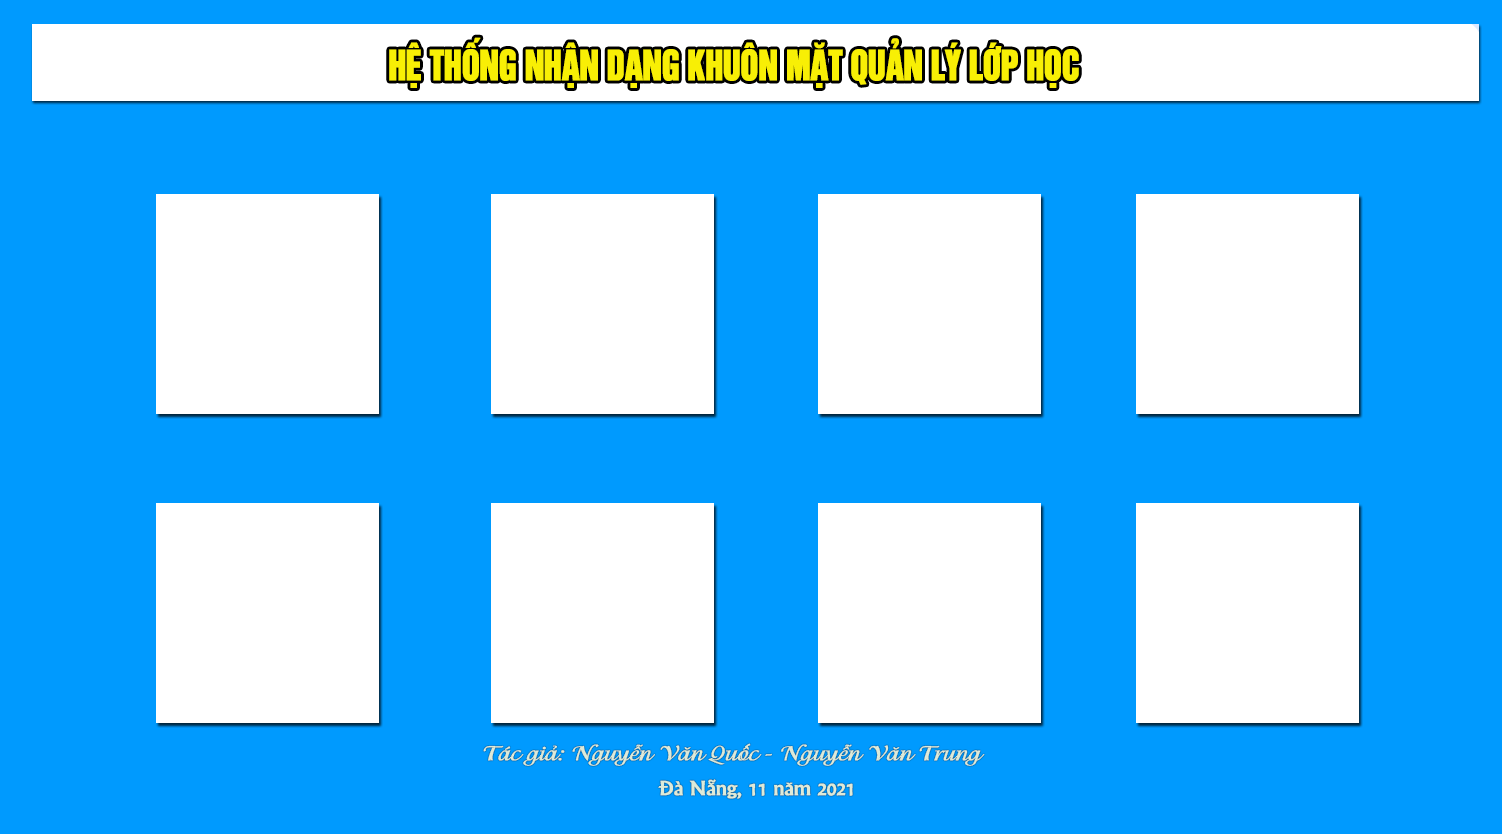 HỆ THỐNG NHẬN DẠNG KHUÔN MẶT QUẢN LÝ LỚP HỌC
Tác giả: Nguyễn Văn Quốc - Nguyễn Văn Trung
Đà Nẵng, 11 năm 2021